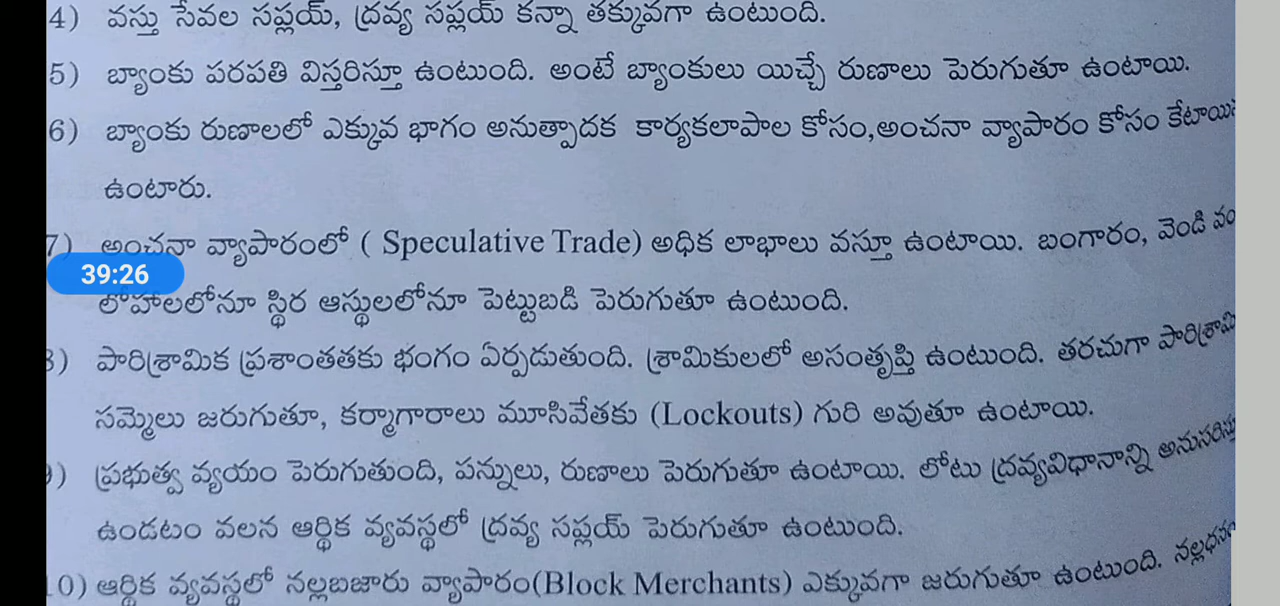 4) వస్తు సేవల సప్లయ్, ద్రవ్య సప్లయ్ కన్నా తక్కువగా ఉంటుంది.
5) బ్యాంకు పరపతి విస్తరిస్తూ ఉంటుంది. అంటే బ్యాంకులు యిచ్చే రుణాలు పెరుగుతూ ఉంటాయి.
6) బ్యాంకు రుణాలలో ఎక్కువ భాగం అనుత్పాదక కార్యకలాపాల కోసం,అంచనా వ్యాపారం కోసం
ఉంటారు.
7) అంచనా వ్యాపారంలో ( Speculative Trade) అధిక లాభాలు వస్తూ ఉంటాయి. బంగారం, వెండి
39:26
లోహాలలోనూ స్థిర ఆస్తులలోనూ పెట్టుబడి పెరుగుతూ ఉంటుంది.
) పారిశ్రామిక ప్రశాంతతకు భంగం ఏర్పడుతుంది. శ్రామికులలో అసంతృప్తి ఉంటుంది. తరచుగా
సమ్మెలు జరుగుతూ, కర్మాగారాలు మూసివేతకు (Lockouts) గురి అవుతూ ఉంటాయి.
) ప్రభుత్వ వ్యయం పెరుగుతుంది, పన్నులు, రుణాలు పెరుగుతూ ఉంటాయి. లోటు ద్రవ్యవిధానాన్ని
ఉండటం వలన ఆర్థిక వ్యవస్థలో ద్రవ్య సప్లయ్ పెరుగుతూ ఉంటుంది.
0) ఆర్థిక వ్యవస్థలో నల్లబజారు వ్యాపారం(Block Merchants) ఎక్కువగా జరుగుతూ ఉంటుంది.